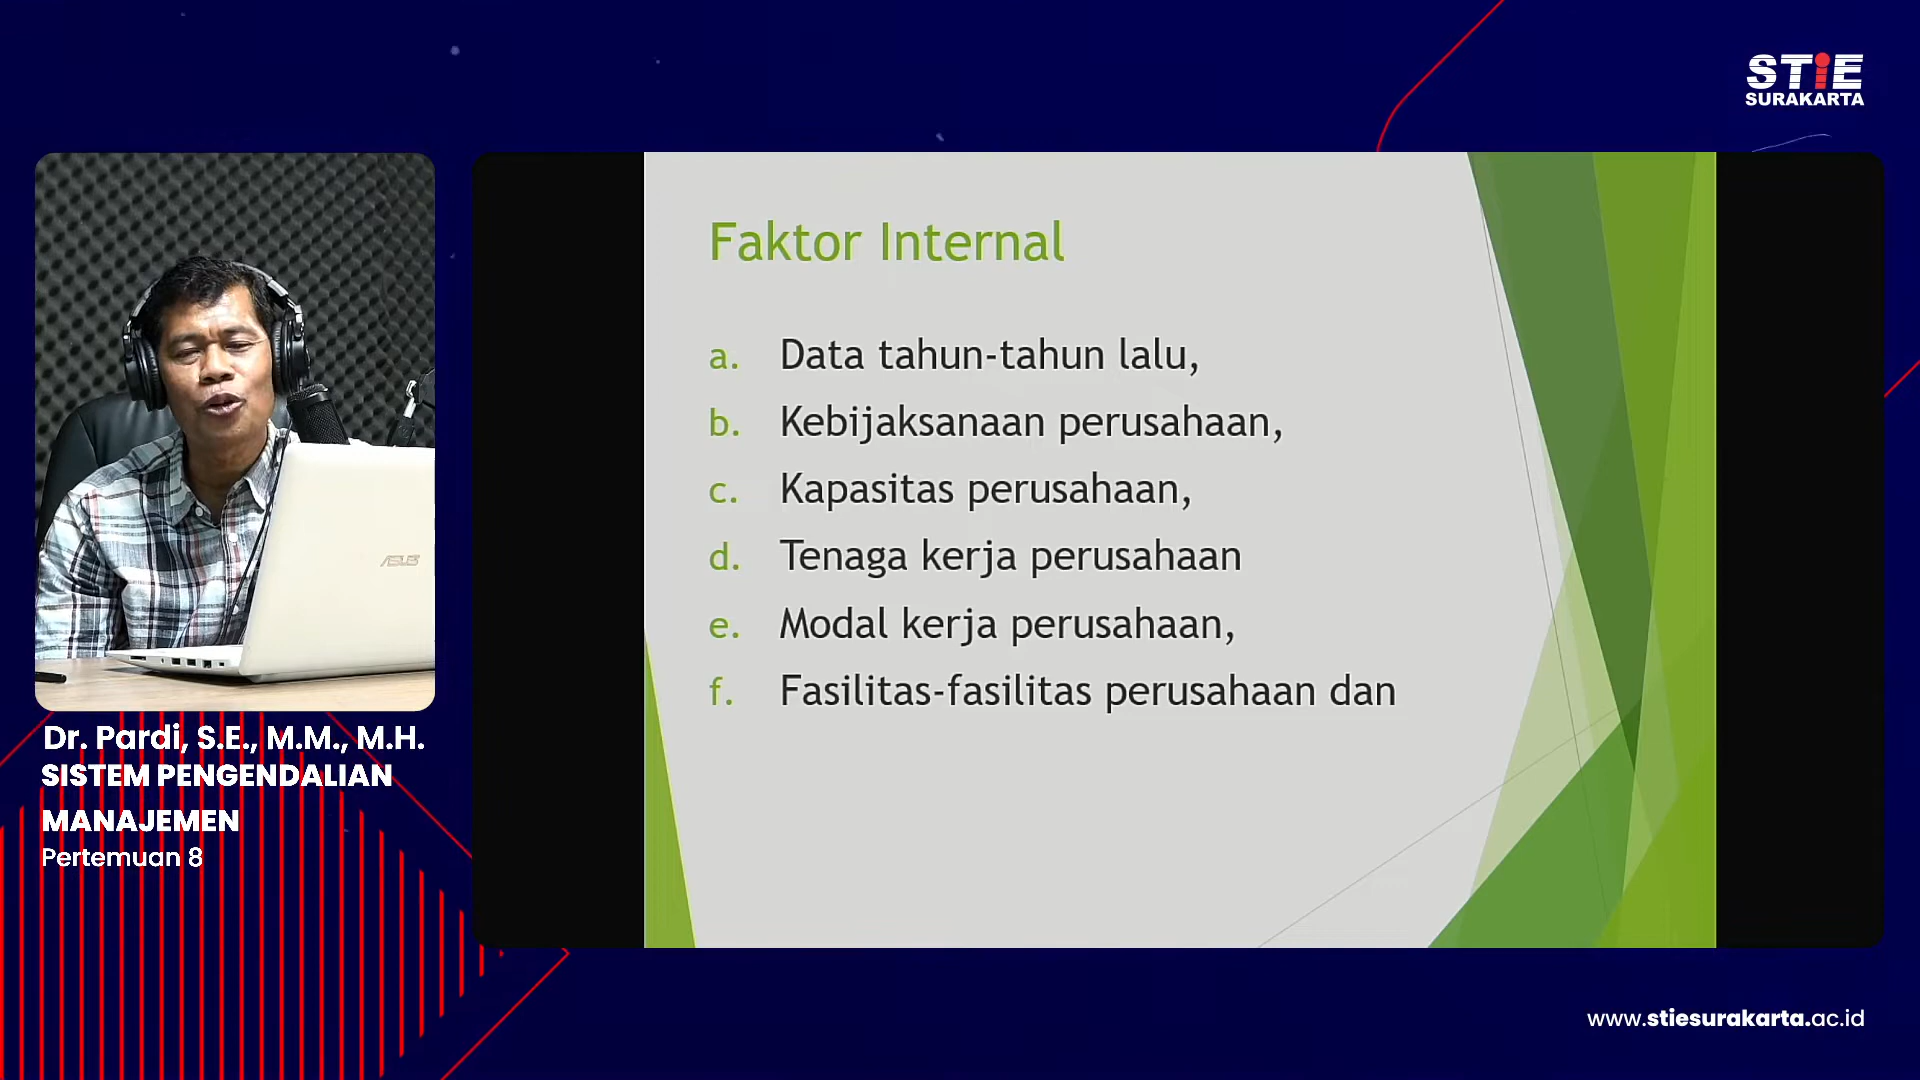 STiE
SURAKARTA
Faktor Internal
a. Data tahun-tahun lalu,
b. Kebijaksanaan perusahaan,
c. Kapasitas perusahaan,
d. Tenaga kerja perusahaan
e. Modal kerja perusahaan,
f. Fasilitas-fasilitas perusahaan dan
ASUS
Dr. Pardi, S.E., M.M., M.H.
SISTEM PENGENDALIAN
MANAJEMEN
Pertemuan 8
www.stiesurakarta.ac.id